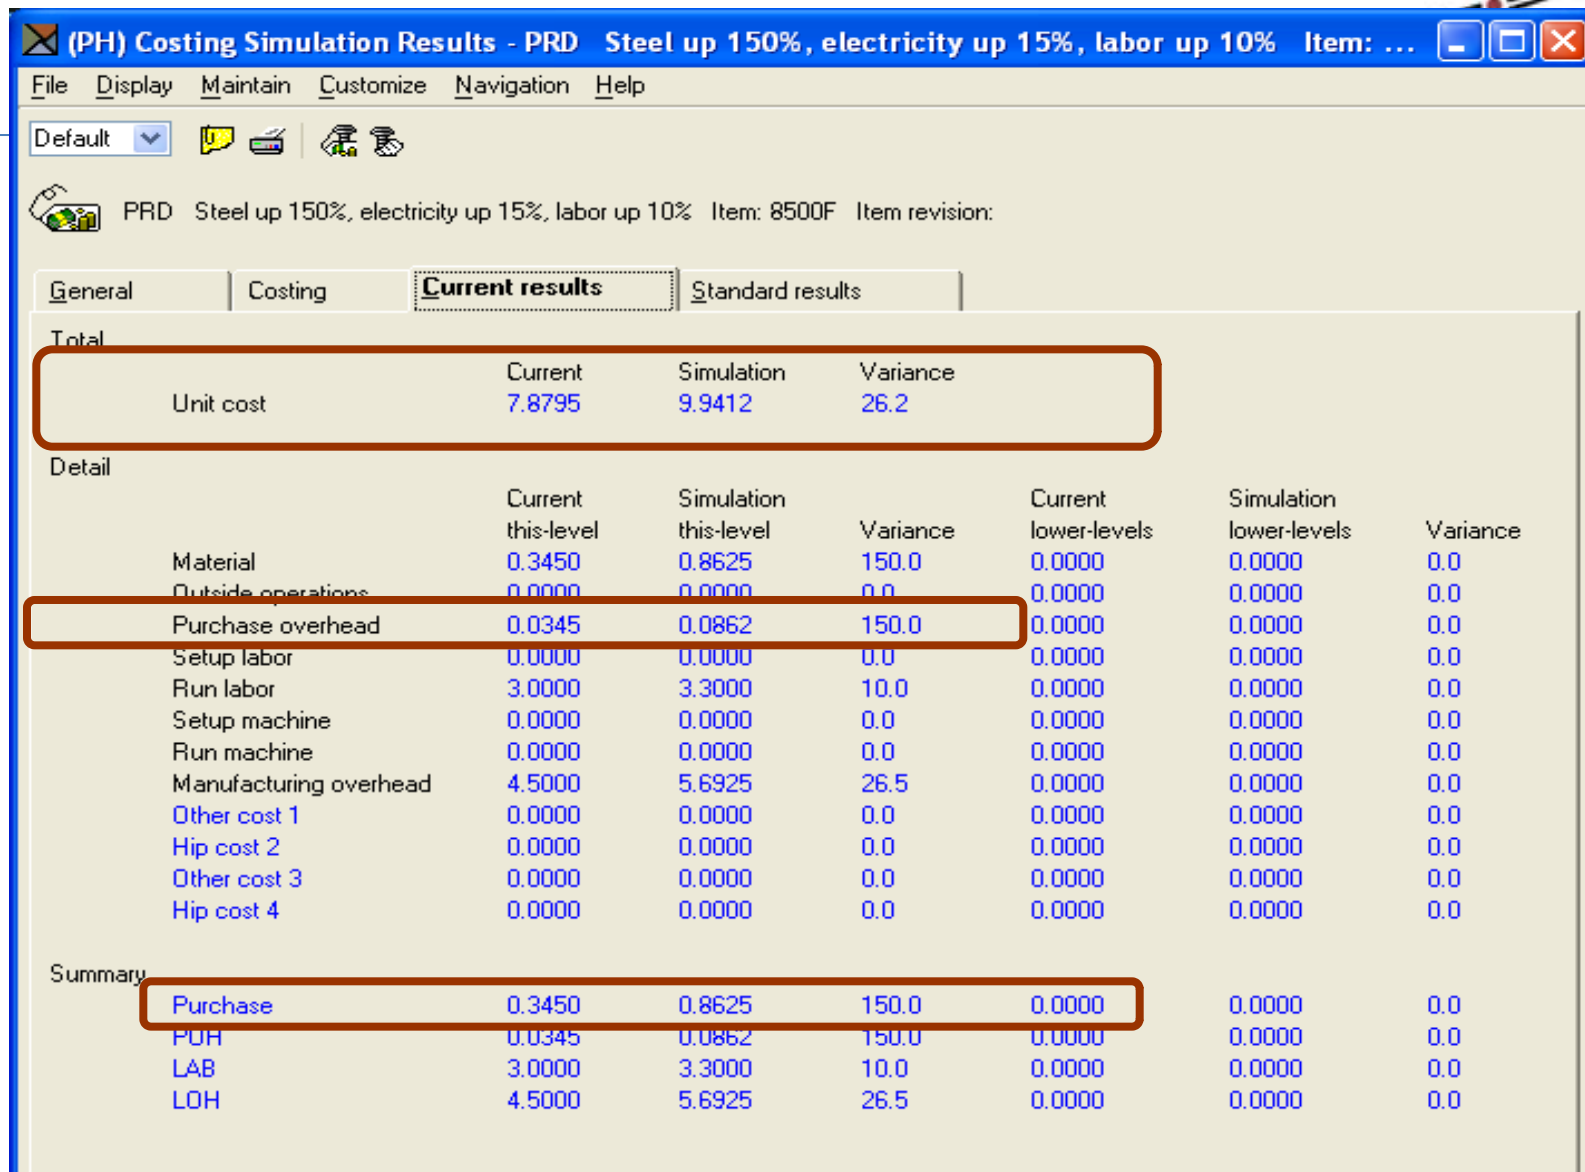 (PH) Costing Simulation Results - PRD Steel up 150%, electricity up 15%, labor up 10% Item: ...
File Display Maintain Customize Navigation Help
Default
PRD Steel up 150%, electricity up 15%, labor up 10% Item: 8500F Item revision:
General Costing Current results Standard results
Total
Current Simulation Variance
Unit cost 7.8795 9.9412 26.2
Detail
Current Simulation Current Simulation
this-level this-level Variance lower-levels lower-levels Variance
Material 0.3450 0.8625 150.0 0.0000 0.0000 0.0
Outside operations 0.0000 0.0000 0.0 0.0000 0.0000 0.0
Purchase overhead 0.0345 0.0862 150.0 0.0000 0.0000 0.0
Setup labor 0.0000 0.0000 0.0 0.0000 0.0000 0.0
Run labor 3.0000 3.3000 10.0 0.0000 0.0000 0.0
Setup machine 0.0000 0.0000 0.0 0.0000 0.0000 0.0
Run machine 0.0000 0.0000 0.0 0.0000 0.0000 0.0
Manufacturing overhead 4.5000 5.6925 26.5 0.0000 0.0000 0.0
Other cost 1 0.0000 0.0000 0.0 0.0000 0.0000 0.0
Hip cost 2 0.0000 0.0000 0.0 0.0000 0.0000 0.0
Other cost 3 0.0000 0.0000 0.0 0.0000 0.0000 0.0
Hip cost 4 0.0000 0.0000 0.0 0.0000 0.0000 0.0
Summary
Purchase 0.3450 0.8625 150.0 0.0000 0.0000 0.0
POH 0.0345 0.0862 150.0 0.0000 0.0000 0.0
LAB 3.0000 3.3000 10.0 0.0000 0.0000 0.0
LOH 4.5000 5.6925 26.5 0.0000 0.0000 0.0